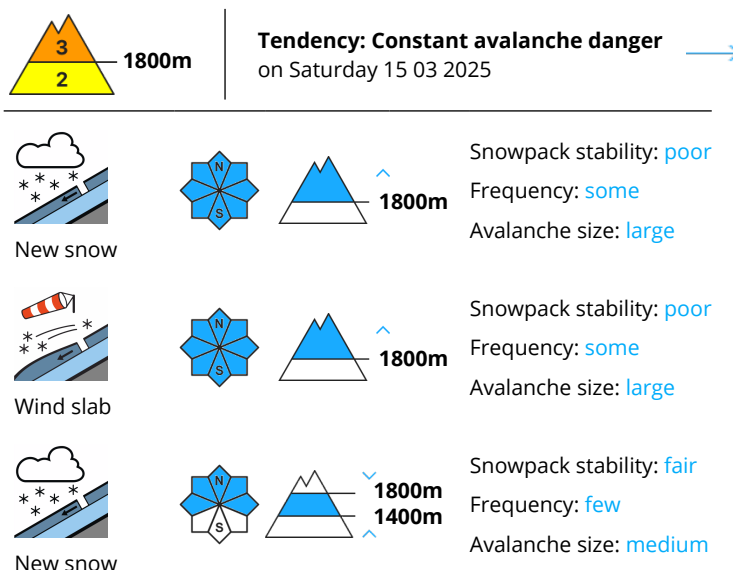 3
2
1800m
Tendency: Constant avalanche danger
on Saturday 15 03 2025
New snow
N
S
1800m
Snowpack stability: poor
Frequency: some
Avalanche size: large
Wind slab
N
S
1800m
Snowpack stability: poor
Frequency: some
Avalanche size: large
New snow
N
S
1800m
1400m
Snowpack stability: fair
Frequency: few
Avalanche size: medium